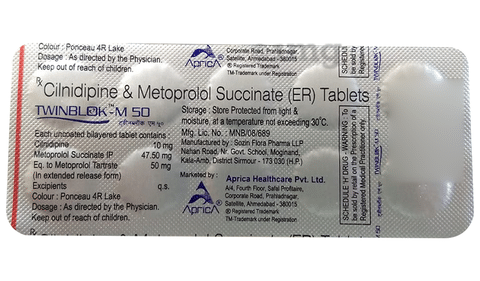 Colour : Ponceau 4R Lake
Dosage : As directed by the Physician.
Keep out of reach of children.
Aprica
Corporate Road, Prahladnagar,
Satellite, Ahmedabad - 380015
® Registered Trademark
TM-Trademark under Registration
Rx Cilnidipine & Metoprolol Succinate (ER) Tablets
TWINBLOK™-M 50
Each uncoated bilayered tablet contains :
Cilnidipine 10 mg
Metoprolol Succinate IP 47.50 mg
Eq. to Metoprolol Tartrate 50 mg
(In extended release form)
Excipients q.s.
Colour : Ponceau 4R Lake
Dosage : As directed by the Physician.
Keep out of reach of children.
Storage : Store Protected from light &
moisture, at a temperature not exceeding 30°C.
Mfg. Lic. No. : MNB/08/689
Manufactured by : Sozin Flora Pharma LLP
Nahan Road, Nr. Govt. School, Moginand,
Kala-Amb, District Sirmour - 173 030 (H.P.)
Marketed by :
Aprica
Aprica Healthcare Pvt. Ltd.
A/4, Fourth Floor, Safal Profitaire,
Corporate Road, Prahladnagar,
Satellite, Ahmedabad - 380015
® Registered Trademark
TM-Trademark under Registration
SCHEDULE 'H' DRUG - WARNING : To
be sold by retail on the Prescription of a
Registered Medical Practitioner only.